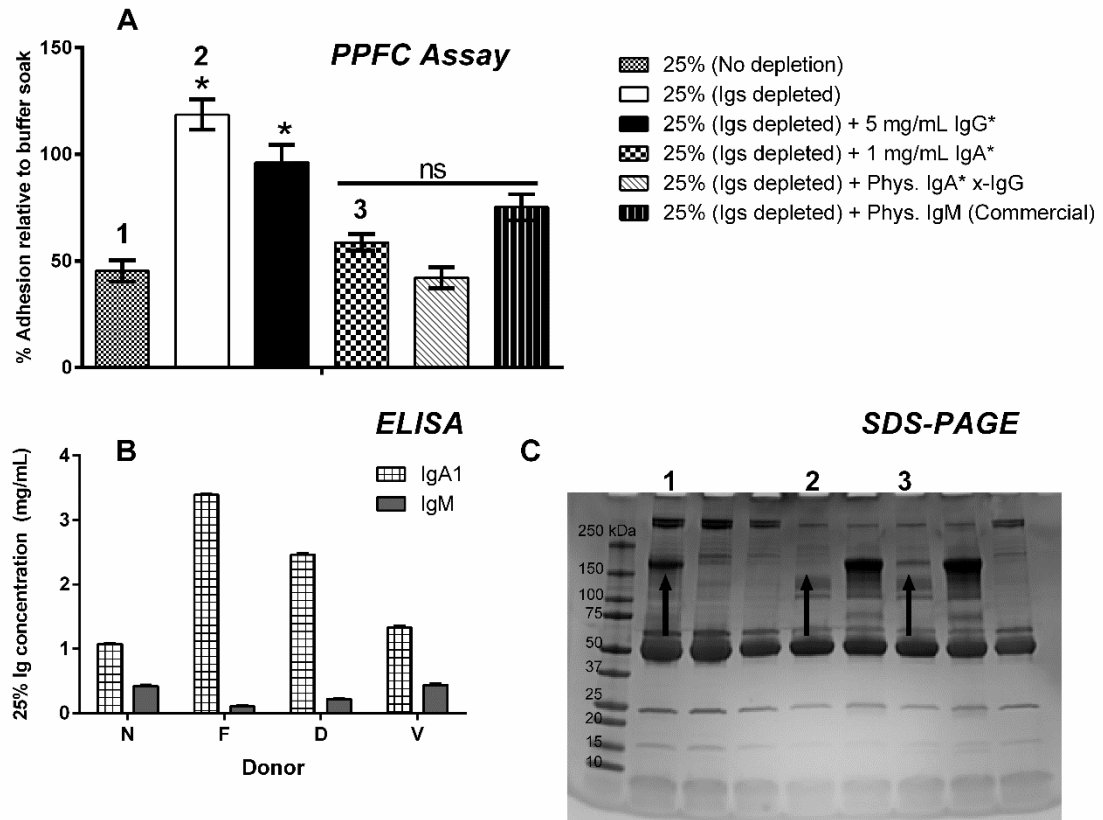 A
PPFC Assay
% Adhesion relative to buffer soak
150
100
50
0
1
2
*
*
3
ns
25% (No depletion)
25% (Igs depleted)
25% (Igs depleted) + 5 mg/mL IgG*
25% (Igs depleted) + 1 mg/mL IgA*
25% (Igs depleted) + Phys. IgA* x-IgG
25% (Igs depleted) + Phys. IgM (Commercial)
B
ELISA
25% Ig concentration (mg/mL)
4
3
2
1
0
IgA1
IgM
N F D V
Donor
C
SDS-PAGE
1 2 3
250 kDa
150
100
75
50
37
25
20
15
10